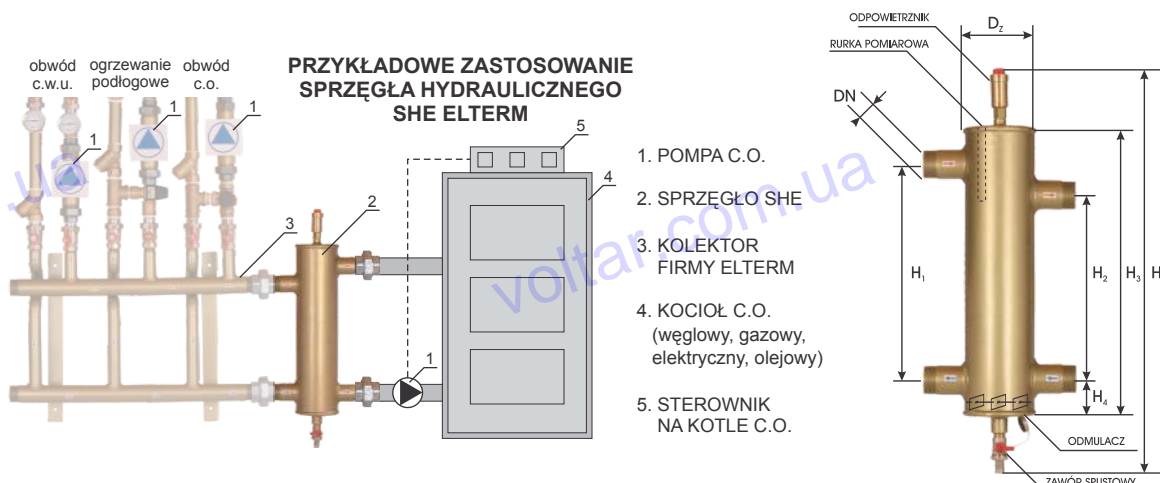 PRZYKŁADOWE ZASTOSOWANIE
SPRZĘGŁA HYDRAULICZNEGO
SHE ELTERM
obwód
c.w.u.
ogrzewanie
podłogowe
obwód
c.o.
1
1
1
2
3
1
5
4
1. POMPA C.O.
2. SPRZĘGŁO SHE
3. KOLEKTOR
FIRMY ELTERM
4. KOCIOŁ C.O.
(węglowy, gazowy,
elektryczny, olejowy)
5. STEROWNIK
NA KOTLE C.O.
ODPOWIETRZNIK
RURKA POMIAROWA
Dz
DN
H1
H2
H3
H
H4
ODMULACZ
ZAWÓR SPUSTOWY
.ua
voltar.com.ua